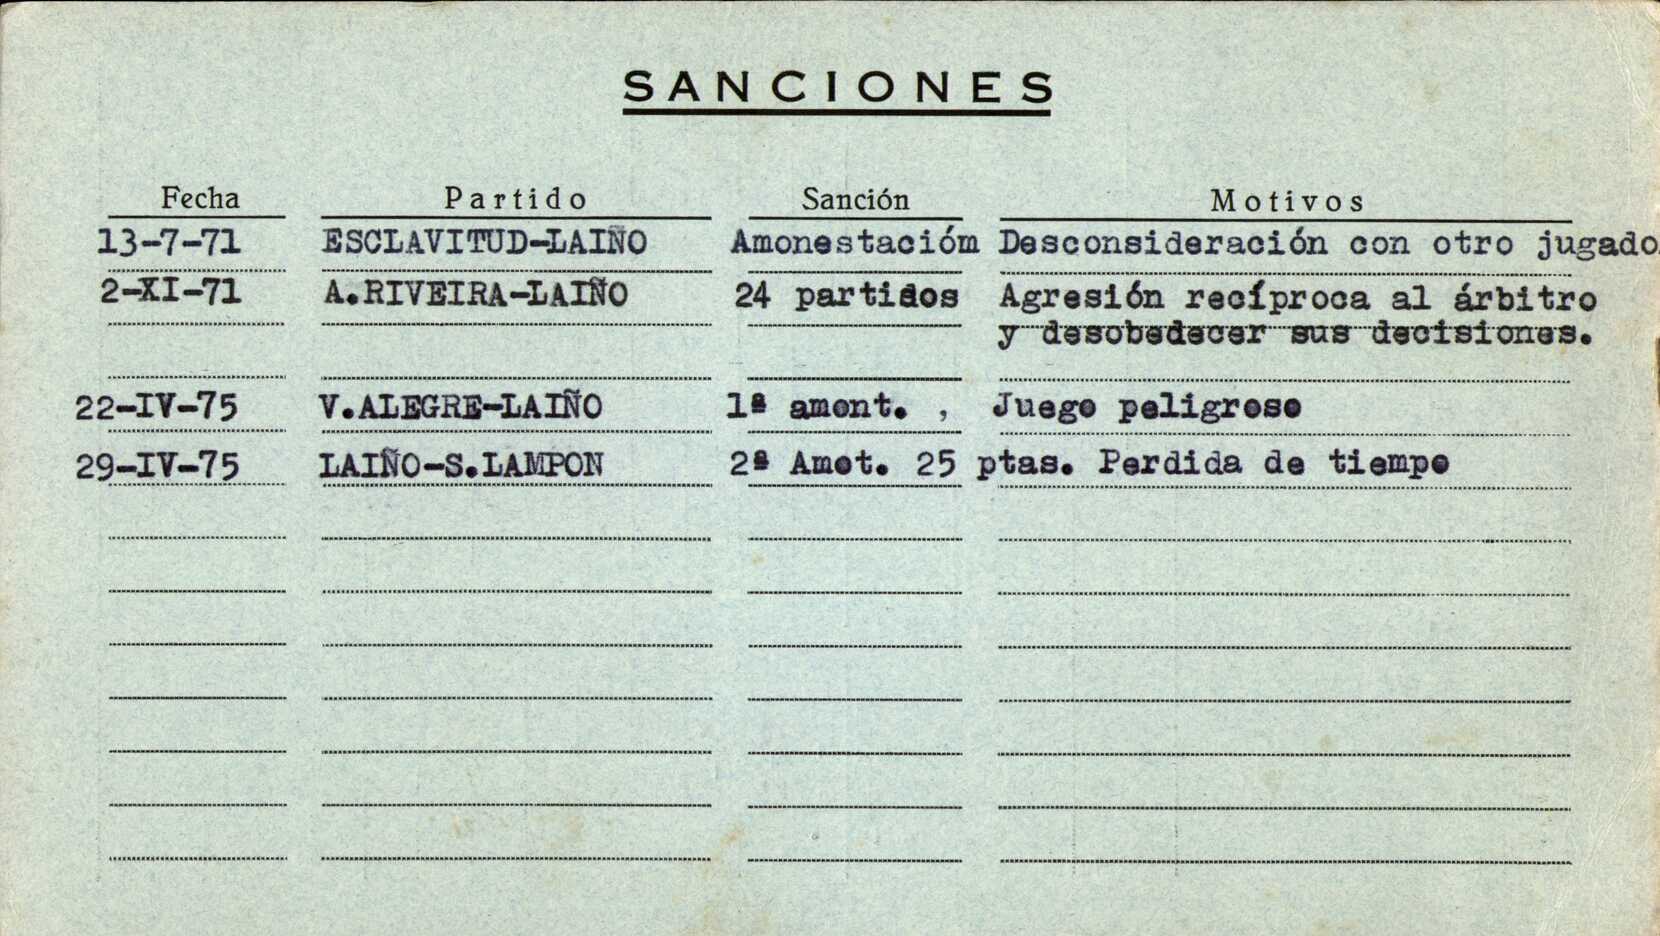 SANCIONES
Fecha Partido Sanción Motivos
13-7-71 ESCLAVITUD-LAIÑO Amonestacióm Desconsideración con otro jugado
2-XI-71 A.RIVEIRA-LAIÑO 24 partidos Agresión recíproca al árbitro
y desobedecer sus decisiones.
22-IV-75 V.ALEGRE-LAIÑO 1ª amont. , Juego peligroso
29-IV-75 LAIÑO-S.LAMPON 2ª Amot. 25 ptas. Perdida de tiempo